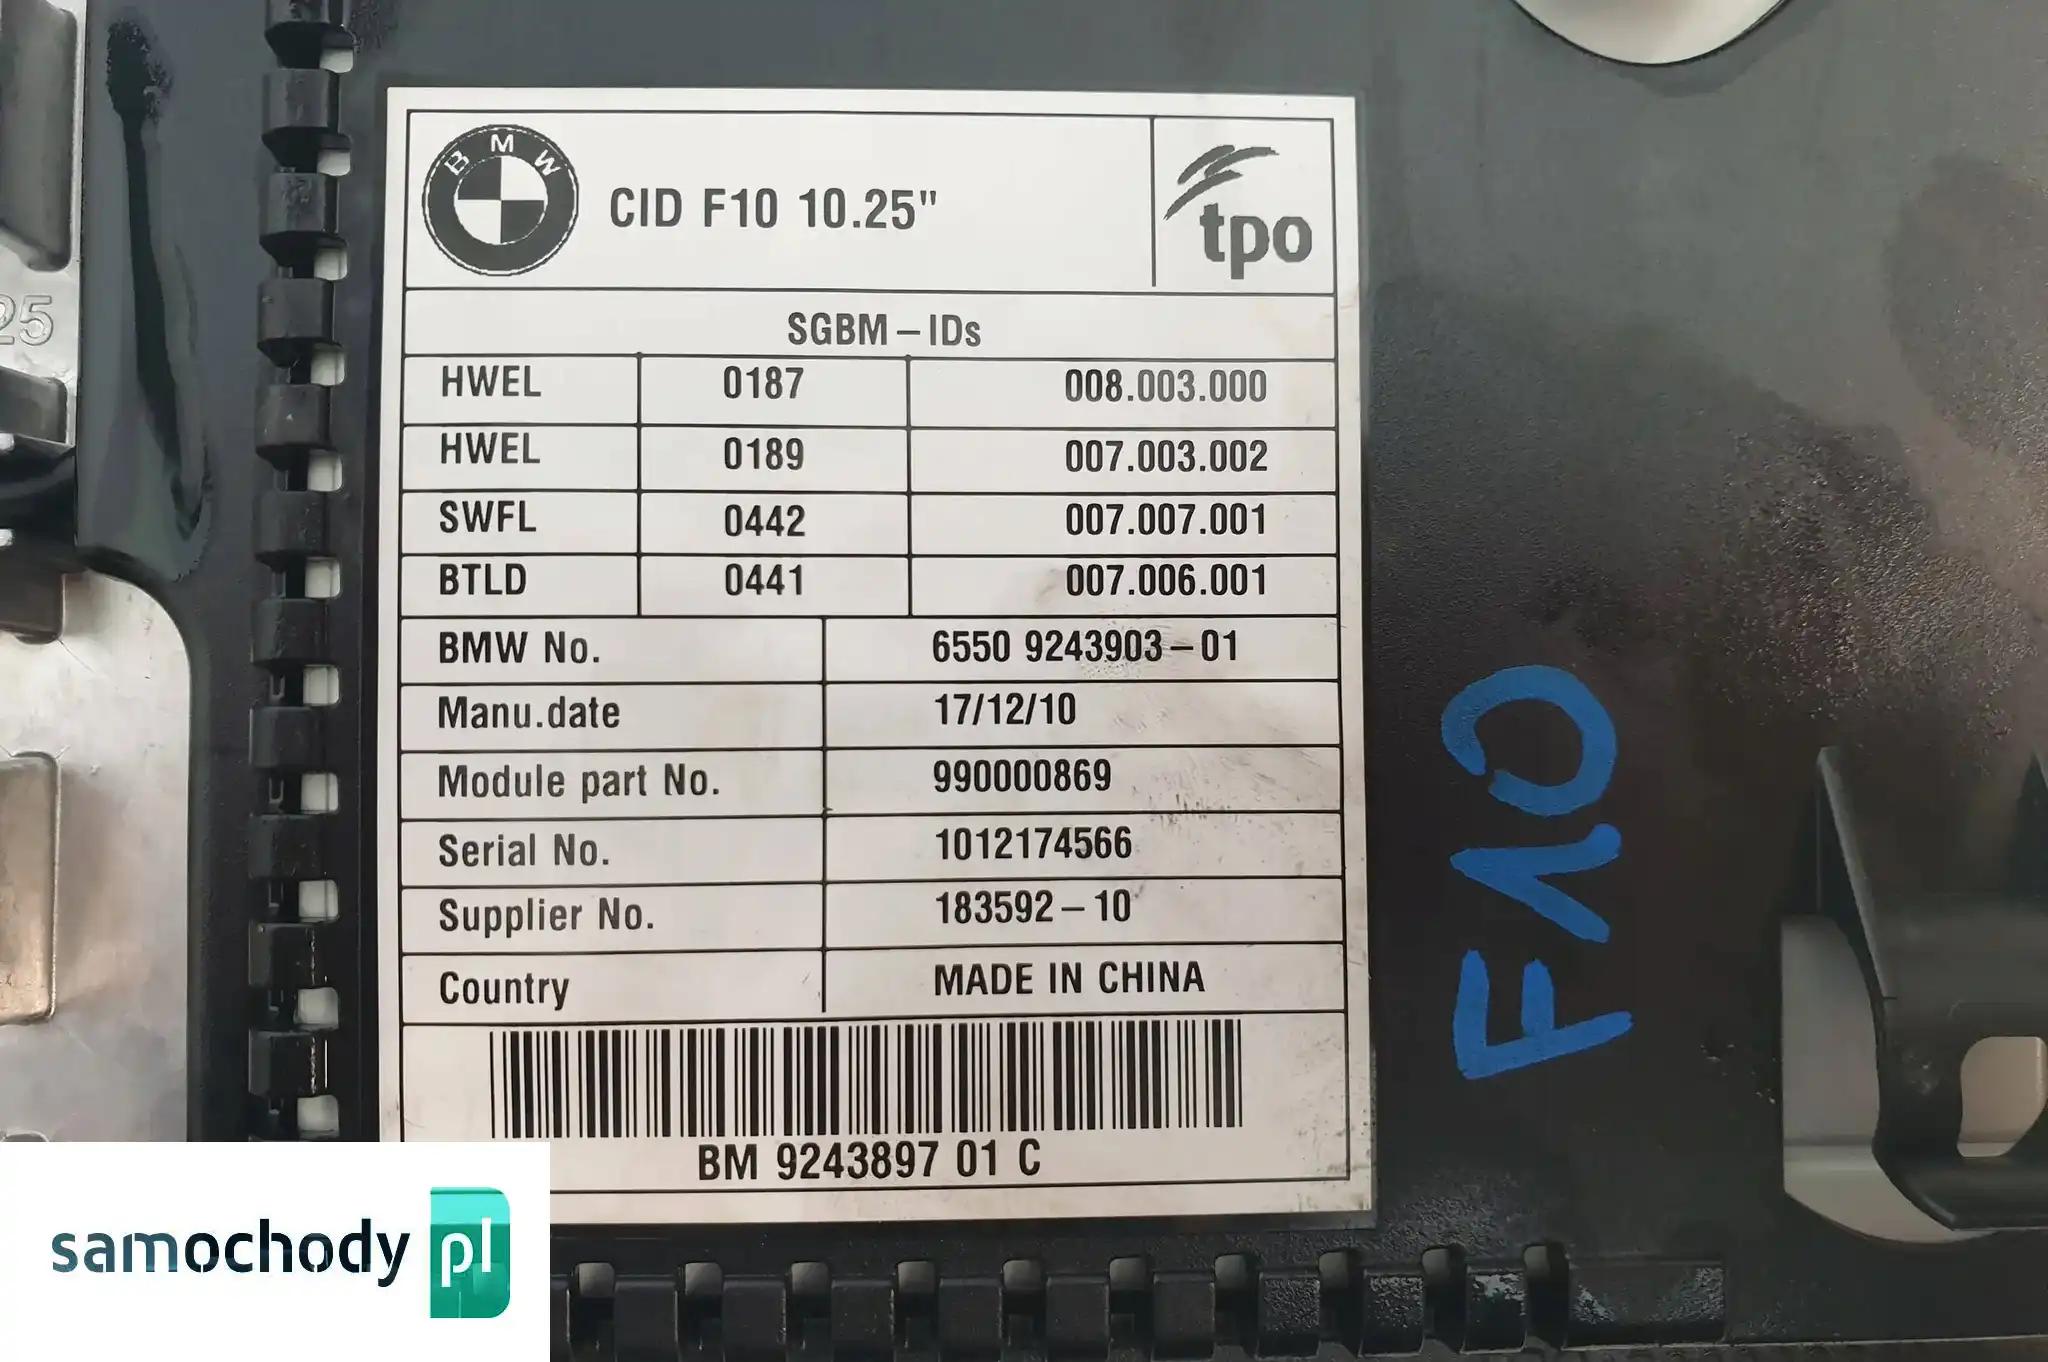 25
BMW
CID F10 10.25"
tpo
SGBM – IDs
HWEL 0187 008.003.000
HWEL 0189 007.003.002
SWFL 0442 007.007.001
BTLD 0441 007.006.001
BMW No. 6550 9243903 – 01
Manu.date 17/12/10
Module part No. 990000869
Serial No. 1012174566
Supplier No. 183592 – 10
Country MADE IN CHINA
BM 9243897 01 C
F10
samochody pl